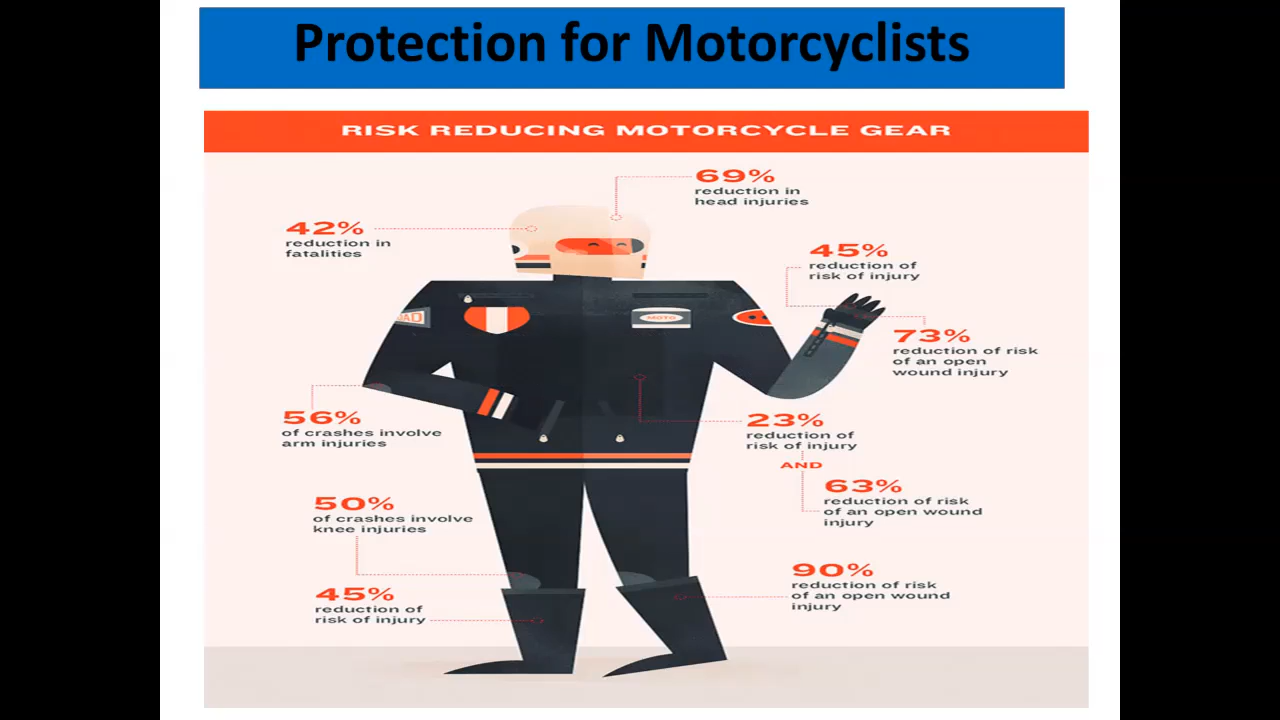 Protection for Motorcyclists
RISK REDUCING MOTORCYCLE GEAR
69%
reduction in
head injuries
42%
reduction in
fatalities
45%
reduction of
risk of injury
MOTO
73%
reduction of risk
of an open
wound injury
56%
of crashes involve
arm injuries
23%
reduction of
risk of injury
AND
63%
reduction of risk
of an open wound
injury
50%
of crashes involve
knee injuries
90%
reduction of risk
of an open wound
injury
45%
reduction of
risk of injury